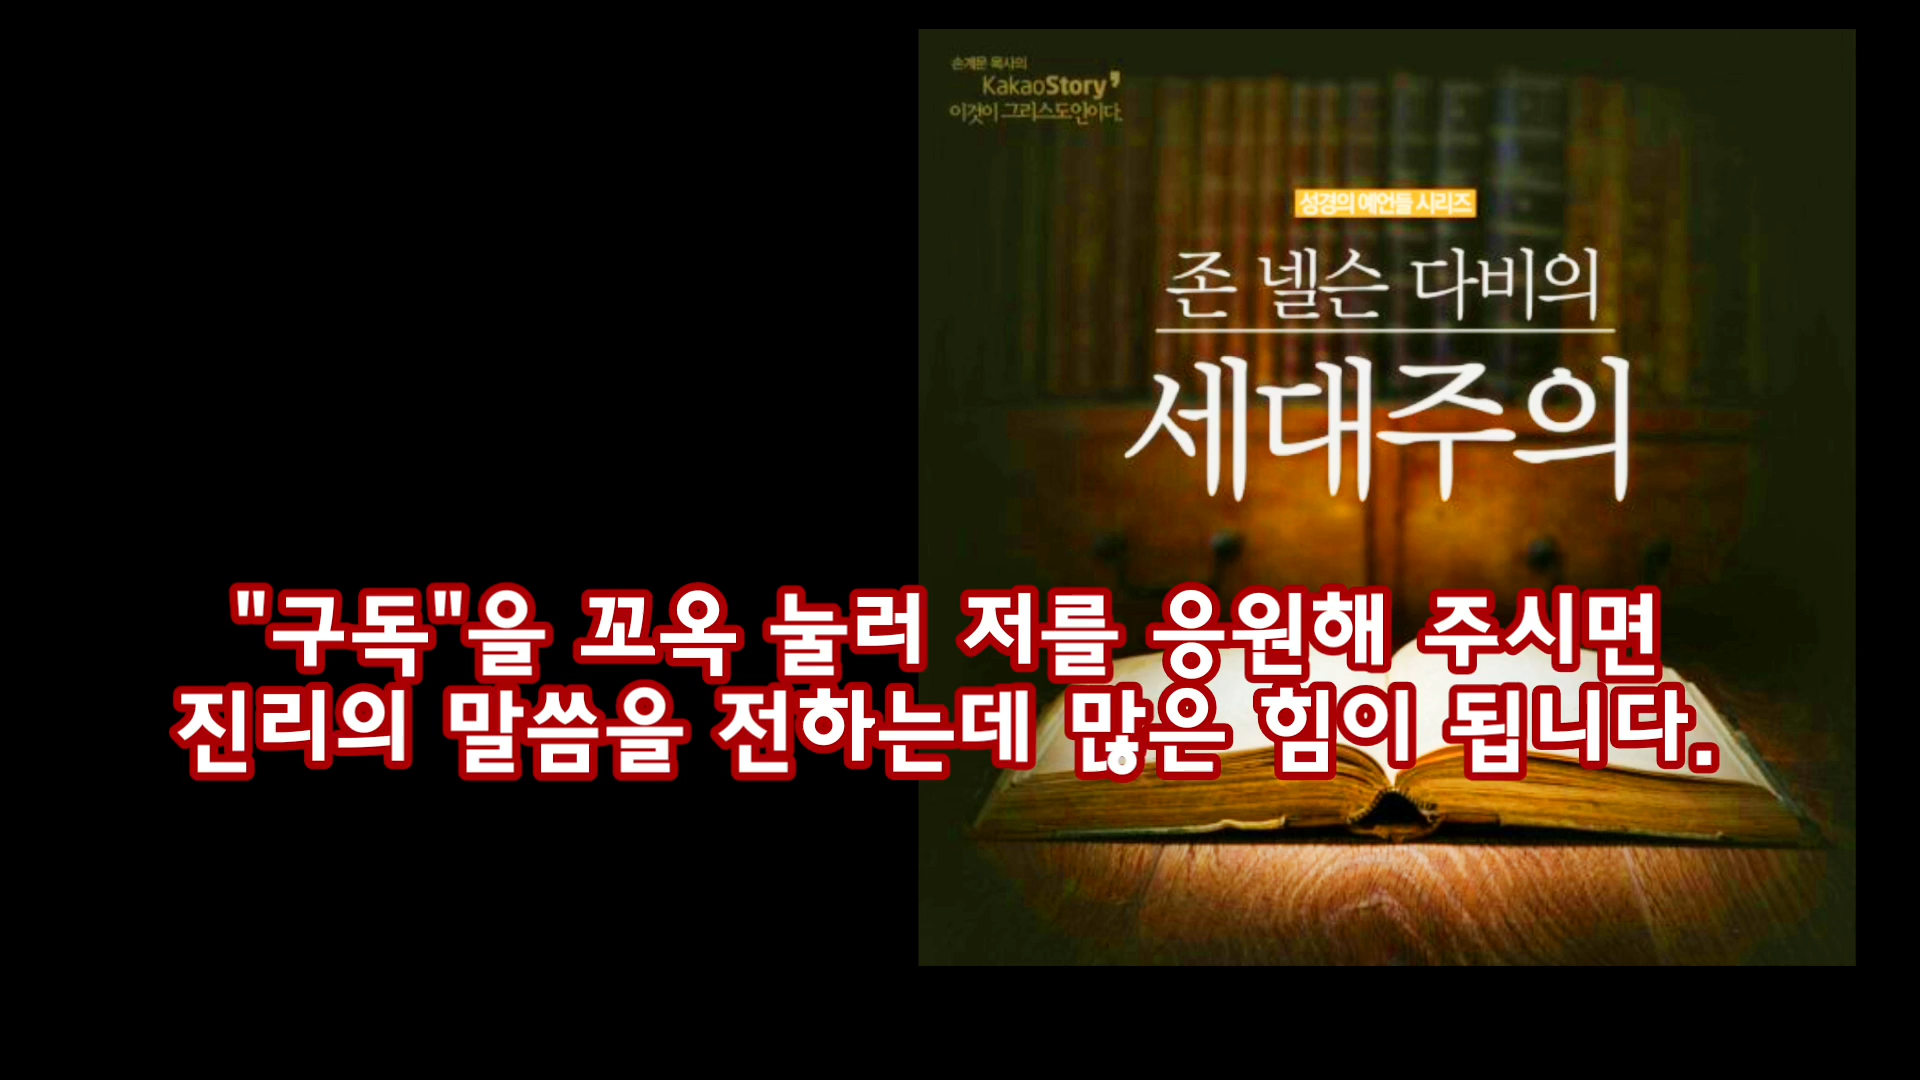 손계문 목사의
KakaoStory
이것이 그리스도인이다.
성경의 예언들 시리즈
존 넬슨 다비의
세대주의
"구독"을 꼬옥 눌러 저를 응원해 주시면
진리의 말씀을 전하는데 많은 힘이 됩니다.